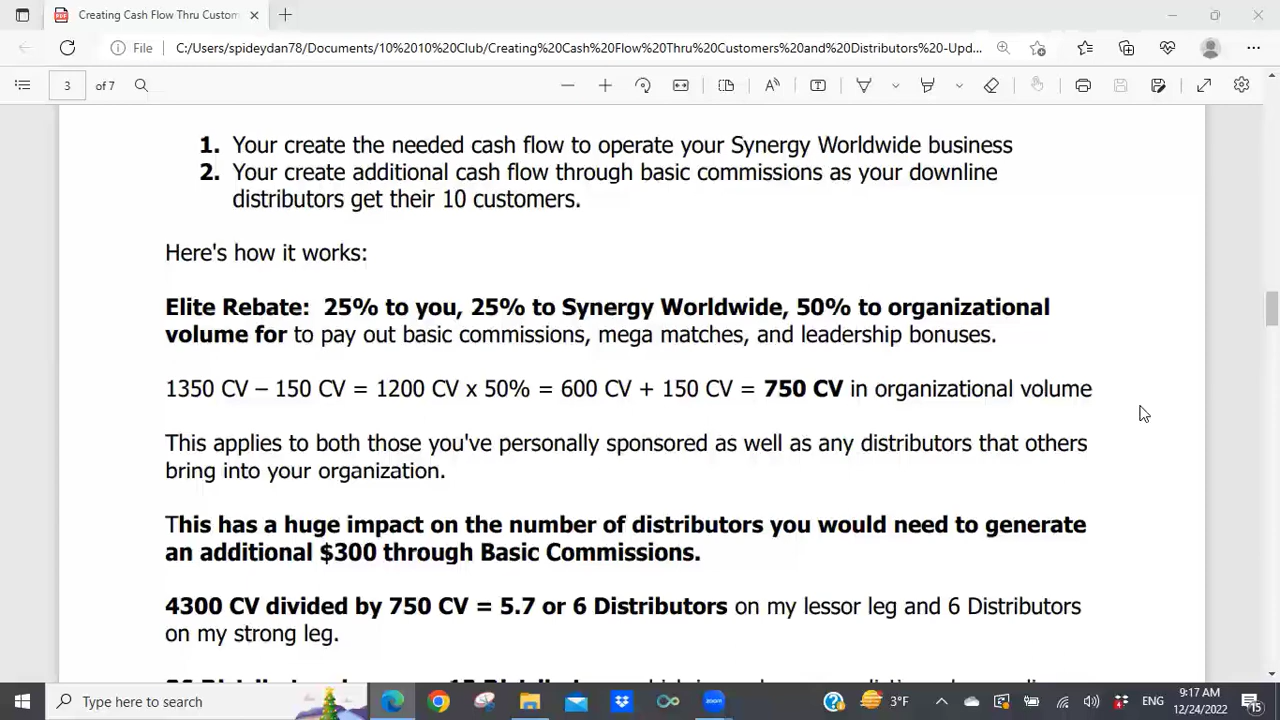 Creating Cash Flow Thru Custom
File
C:/Users/spideydan78/Documents/10%2010%20Club/Creating%20Cash%20Flow%20Thru%20Customers%20and%20Distributors%20-Upd...
3 of 7
1. Your create the needed cash flow to operate your Synergy Worldwide business
2. Your create additional cash flow through basic commissions as your downline
distributors get their 10 customers.
Here's how it works:
Elite Rebate: 25% to you, 25% to Synergy Worldwide, 50% to organizational
volume for to pay out basic commissions, mega matches, and leadership bonuses.
1350 CV – 150 CV = 1200 CV x 50% = 600 CV + 150 CV = 750 CV in organizational volume
This applies to both those you've personally sponsored as well as any distributors that others
bring into your organization.
This has a huge impact on the number of distributors you would need to generate
an additional $300 through Basic Commissions.
4300 CV divided by 750 CV = 5.7 or 6 Distributors on my lessor leg and 6 Distributors
on my strong leg.
Type here to search
zoom
3°F
ENG
9:17 AM
12/24/2022
15